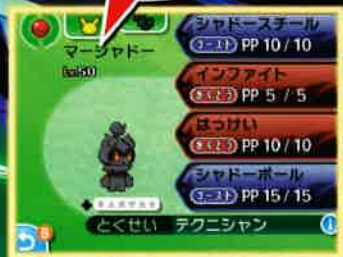 マーシャドー
Lv.50
シャドースチール
ゴースト PP 10/10
インファイト
かくとう PP 5/5
はっけい
かくとう PP 10/10
シャドーボール
ゴースト PP 15/15
とくせい テクニシャン